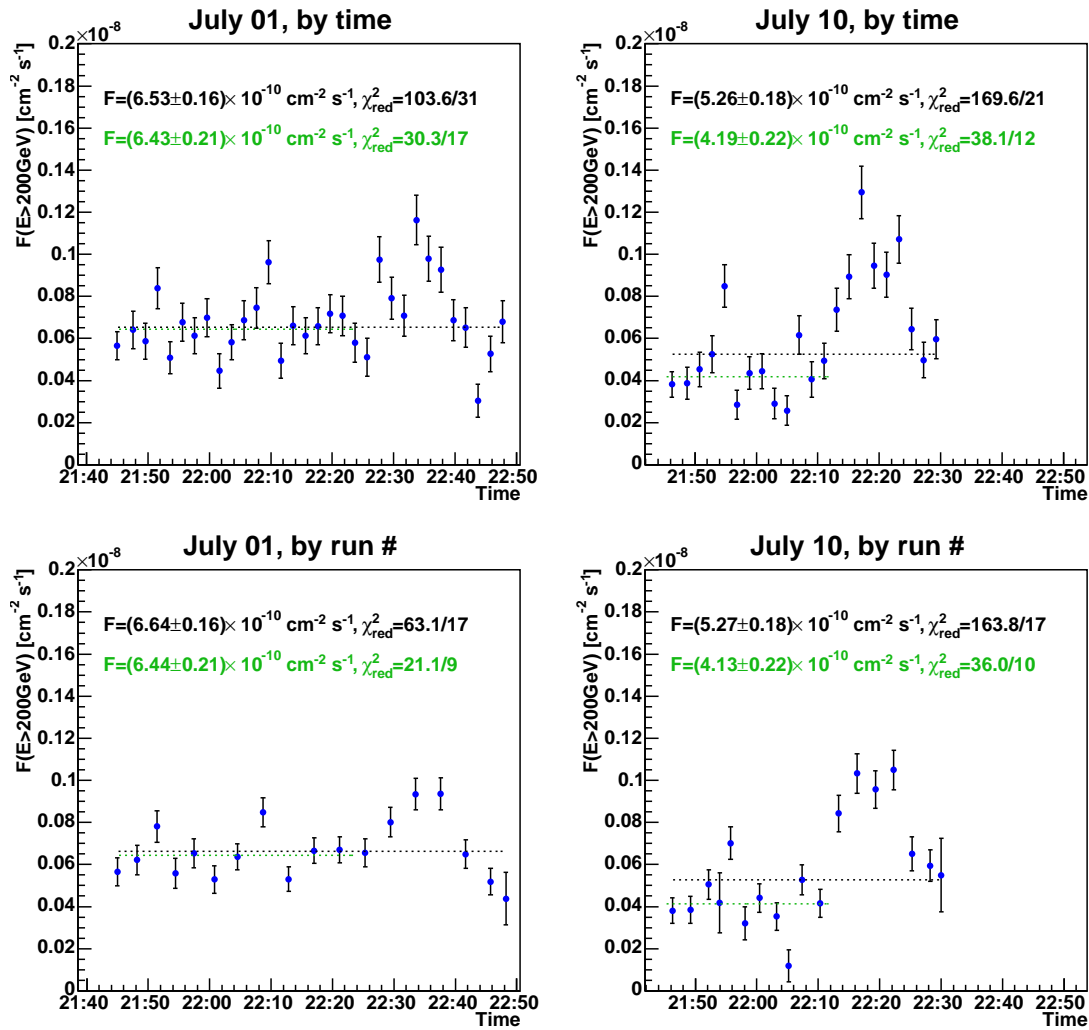 July 01, by time
×10⁻⁸
F(E>200GeV) [cm⁻² s⁻¹]
0.2
0.18
0.16
0.14
0.12
0.1
0.08
0.06
0.04
0.02
0
F=(6.53±0.16)× 10⁻¹⁰ cm⁻² s⁻¹, χ²red=103.6/31
F=(6.43±0.21)× 10⁻¹⁰ cm⁻² s⁻¹, χ²red=30.3/17
21:40 21:50 22:00 22:10 22:20 22:30 22:40 22:50
Time
July 10, by time
×10⁻⁸
F(E>200GeV) [cm⁻² s⁻¹]
0.2
0.18
0.16
0.14
0.12
0.1
0.08
0.06
0.04
0.02
0
F=(5.26±0.18)× 10⁻¹⁰ cm⁻² s⁻¹, χ²red=169.6/21
F=(4.19±0.22)× 10⁻¹⁰ cm⁻² s⁻¹, χ²red=38.1/12
21:50 22:00 22:10 22:20 22:30 22:40 22:50
Time
July 01, by run #
×10⁻⁸
F(E>200GeV) [cm⁻² s⁻¹]
0.2
0.18
0.16
0.14
0.12
0.1
0.08
0.06
0.04
0.02
0
F=(6.64±0.16)× 10⁻¹⁰ cm⁻² s⁻¹, χ²red=63.1/17
F=(6.44±0.21)× 10⁻¹⁰ cm⁻² s⁻¹, χ²red=21.1/9
21:40 21:50 22:00 22:10 22:20 22:30 22:40 22:50
Time
July 10, by run #
×10⁻⁸
F(E>200GeV) [cm⁻² s⁻¹]
0.2
0.18
0.16
0.14
0.12
0.1
0.08
0.06
0.04
0.02
0
F=(5.27±0.18)× 10⁻¹⁰ cm⁻² s⁻¹, χ²red=163.8/17
F=(4.13±0.22)× 10⁻¹⁰ cm⁻² s⁻¹, χ²red=36.0/10
21:50 22:00 22:10 22:20 22:30 22:40 22:50
Time